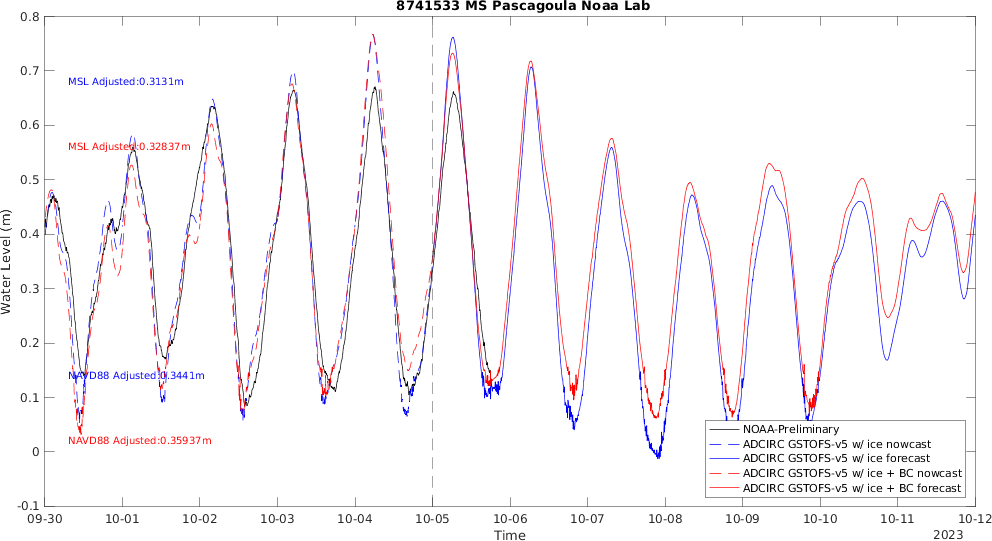 8741533 MS Pascagoula Noaa Lab
0.8
0.7
0.6
0.5
0.4
0.3
0.2
0.1
0
-0.1
Water Level (m)
MSL Adjusted:0.3131m
MSL Adjusted:0.32837m
NAVD88 Adjusted:0.3441m
NAVD88 Adjusted:0.35937m
NOAA-Preliminary
ADCIRC GSTOFS-v5 w/ ice nowcast
ADCIRC GSTOFS-v5 w/ ice forecast
ADCIRC GSTOFS-v5 w/ ice + BC nowcast
ADCIRC GSTOFS-v5 w/ ice + BC forecast
09-30 10-01 10-02 10-03 10-04 10-05 10-06 10-07 10-08 10-09 10-10 10-11 10-12
Time
2023